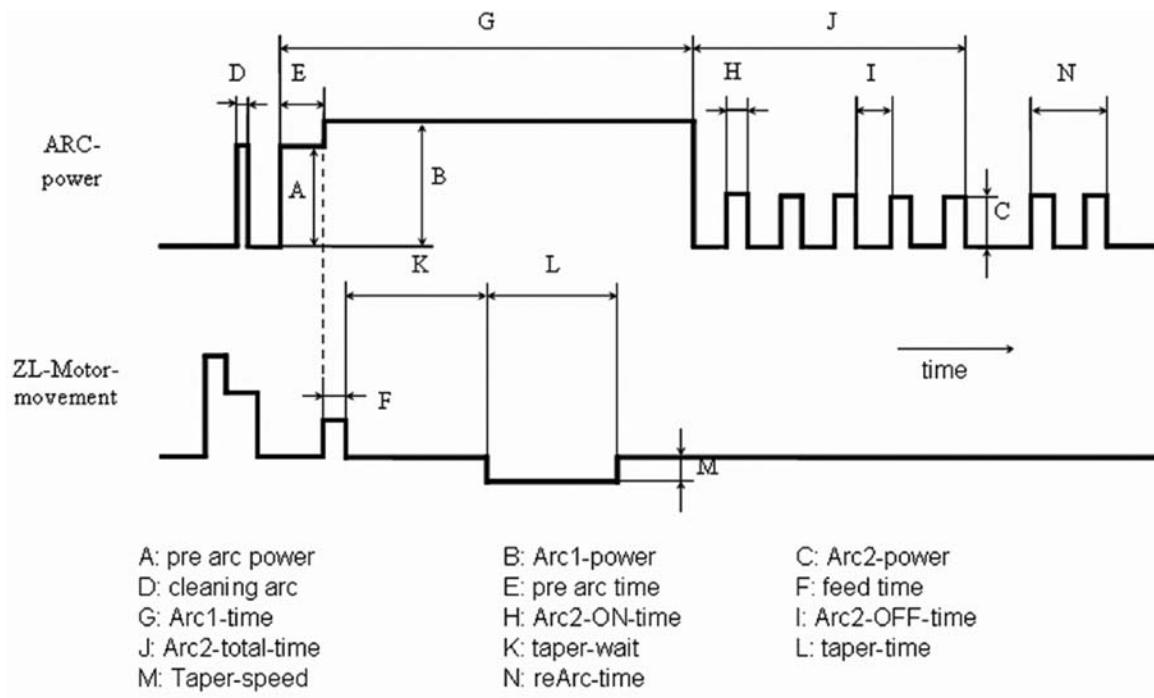 G
J
D
E
H
I
N
ARC-
power
A
B
C
K
L
ZL-Motor-
movement
time
F
M
A: pre arc power
B: Arc1-power
C: Arc2-power
D: cleaning arc
E: pre arc time
F: feed time
G: Arc1-time
H: Arc2-ON-time
I: Arc2-OFF-time
J: Arc2-total-time
K: taper-wait
L: taper-time
M: Taper-speed
N: reArc-time